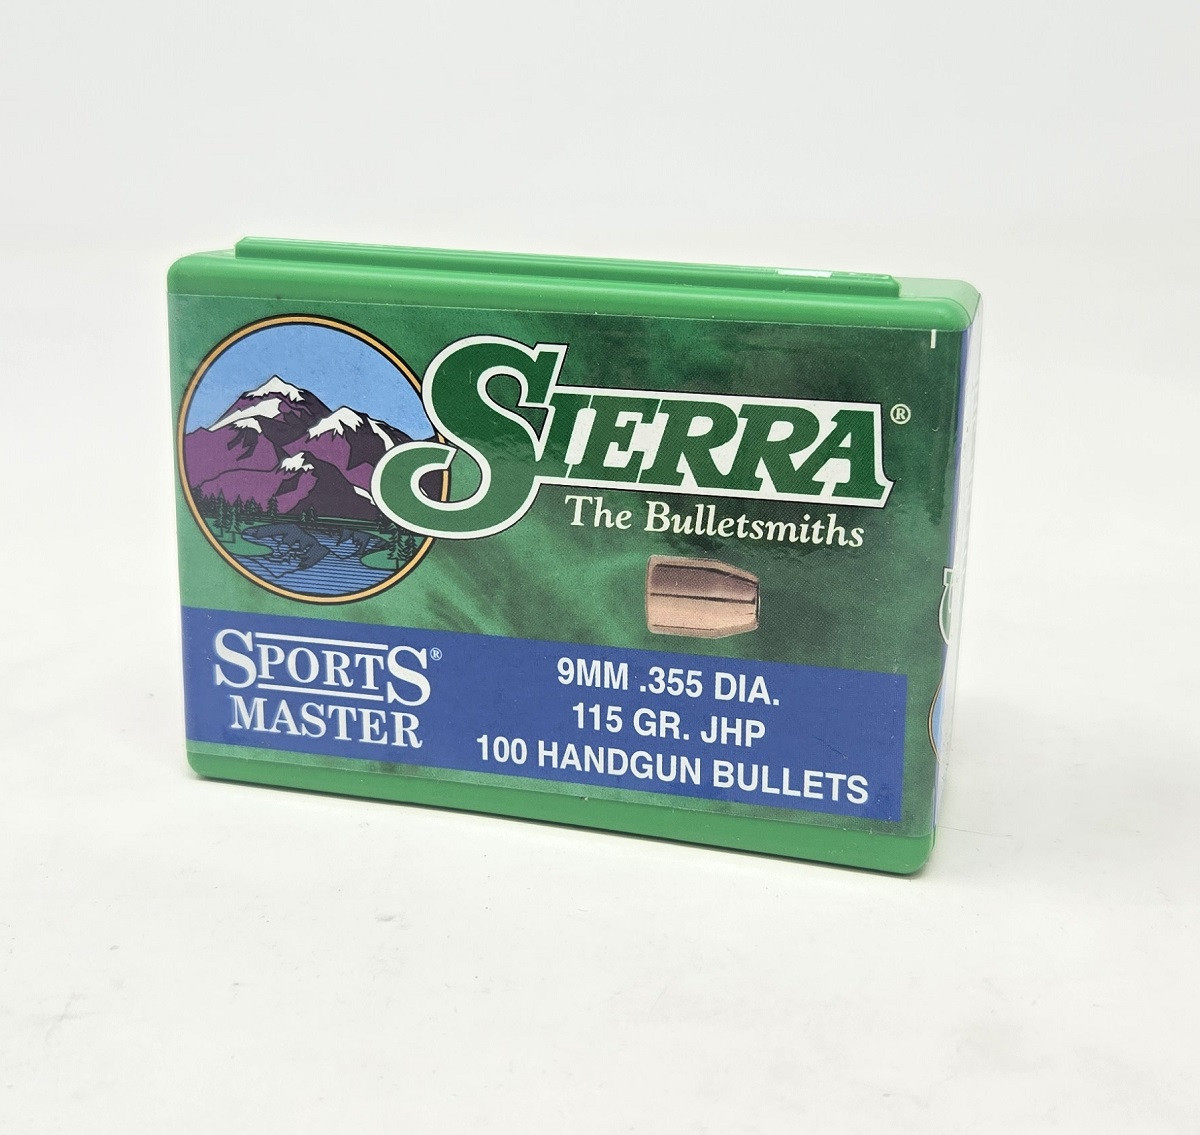 SIERRA®
The Bulletsmiths
SPORTS®
MASTER
9MM .355 DIA.
115 GR. JHP
100 HANDGUN BULLETS